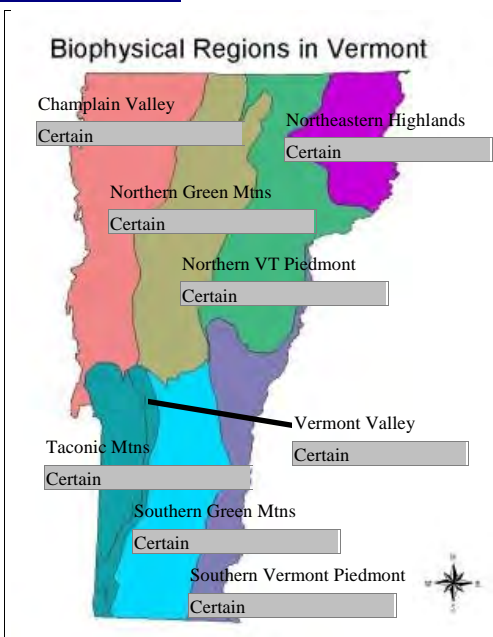 Biophysical Regions in Vermont
Champlain Valley
Certain
Northeastern Highlands
Certain
Northern Green Mtns
Certain
Northern VT Piedmont
Certain
Vermont Valley
Certain
Taconic Mtns
Certain
Southern Green Mtns
Certain
Southern Vermont Piedmont
Certain